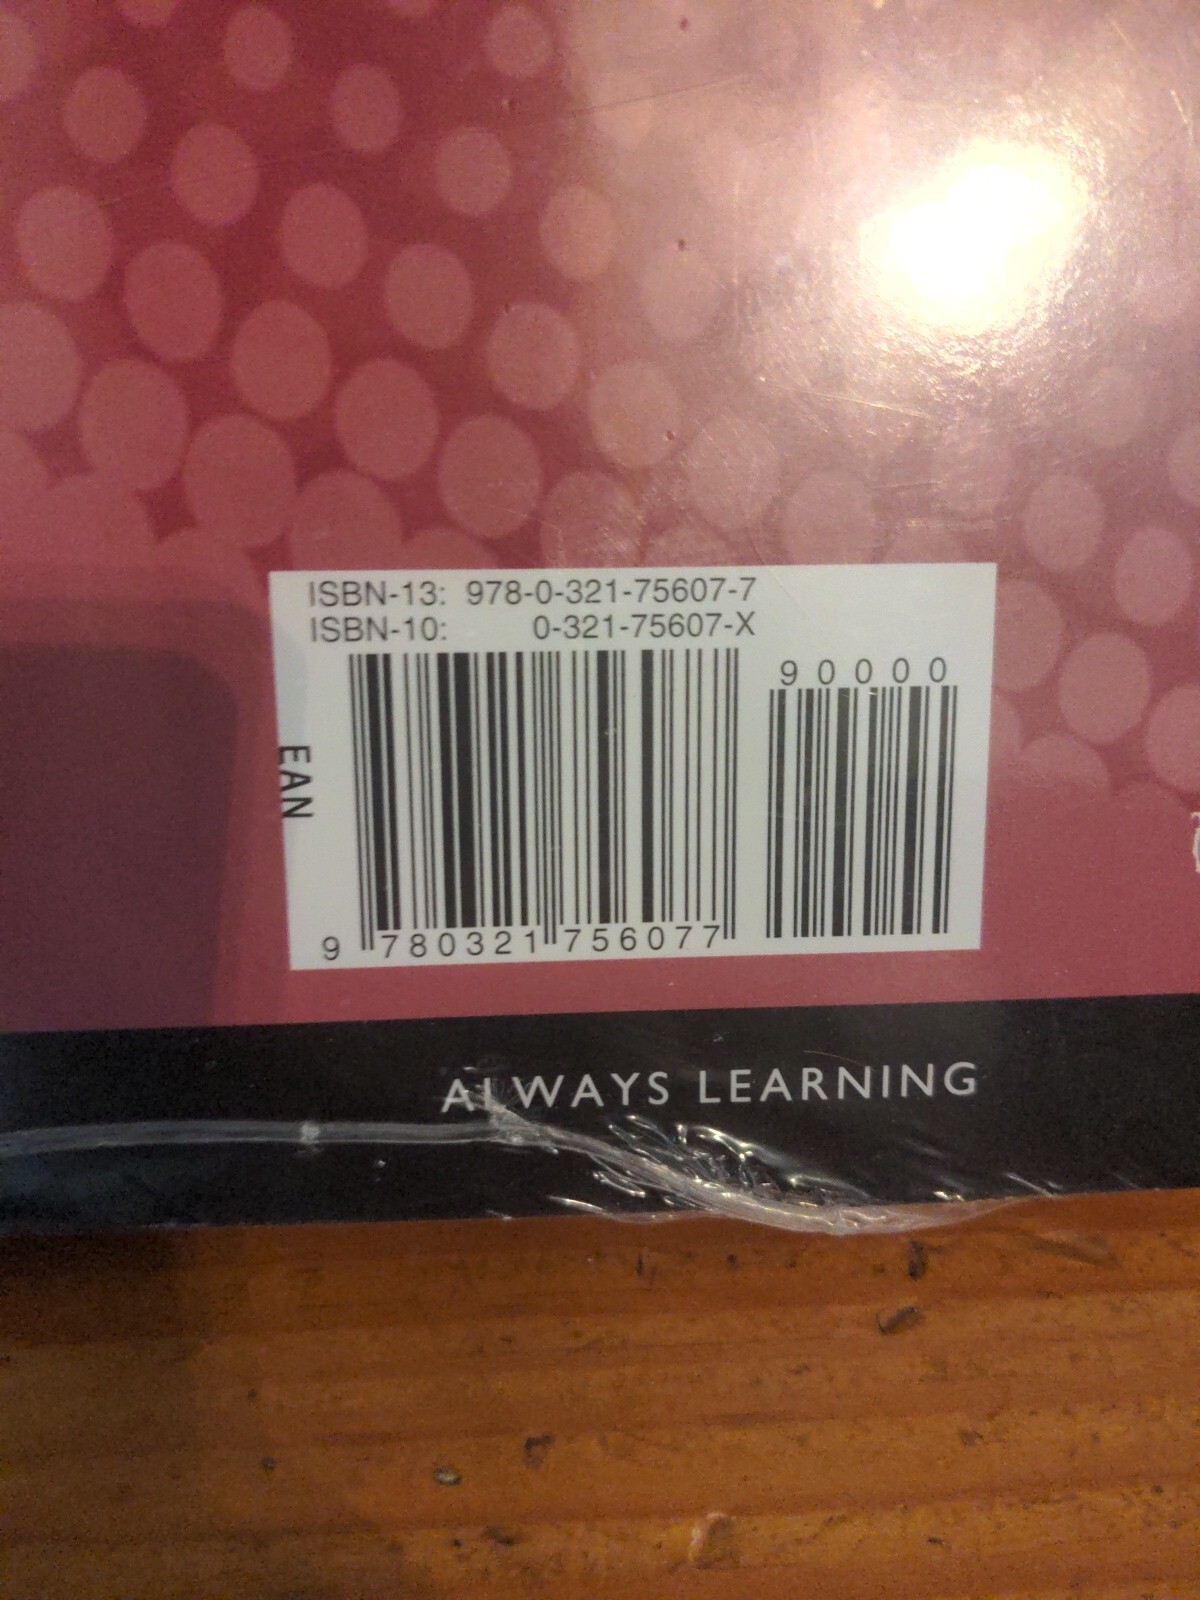 ISBN-13: 978-0-321-75607-7
ISBN-10: 0-321-75607-X
90000
EAN
9 780321 756077
ALWAYS LEARNING